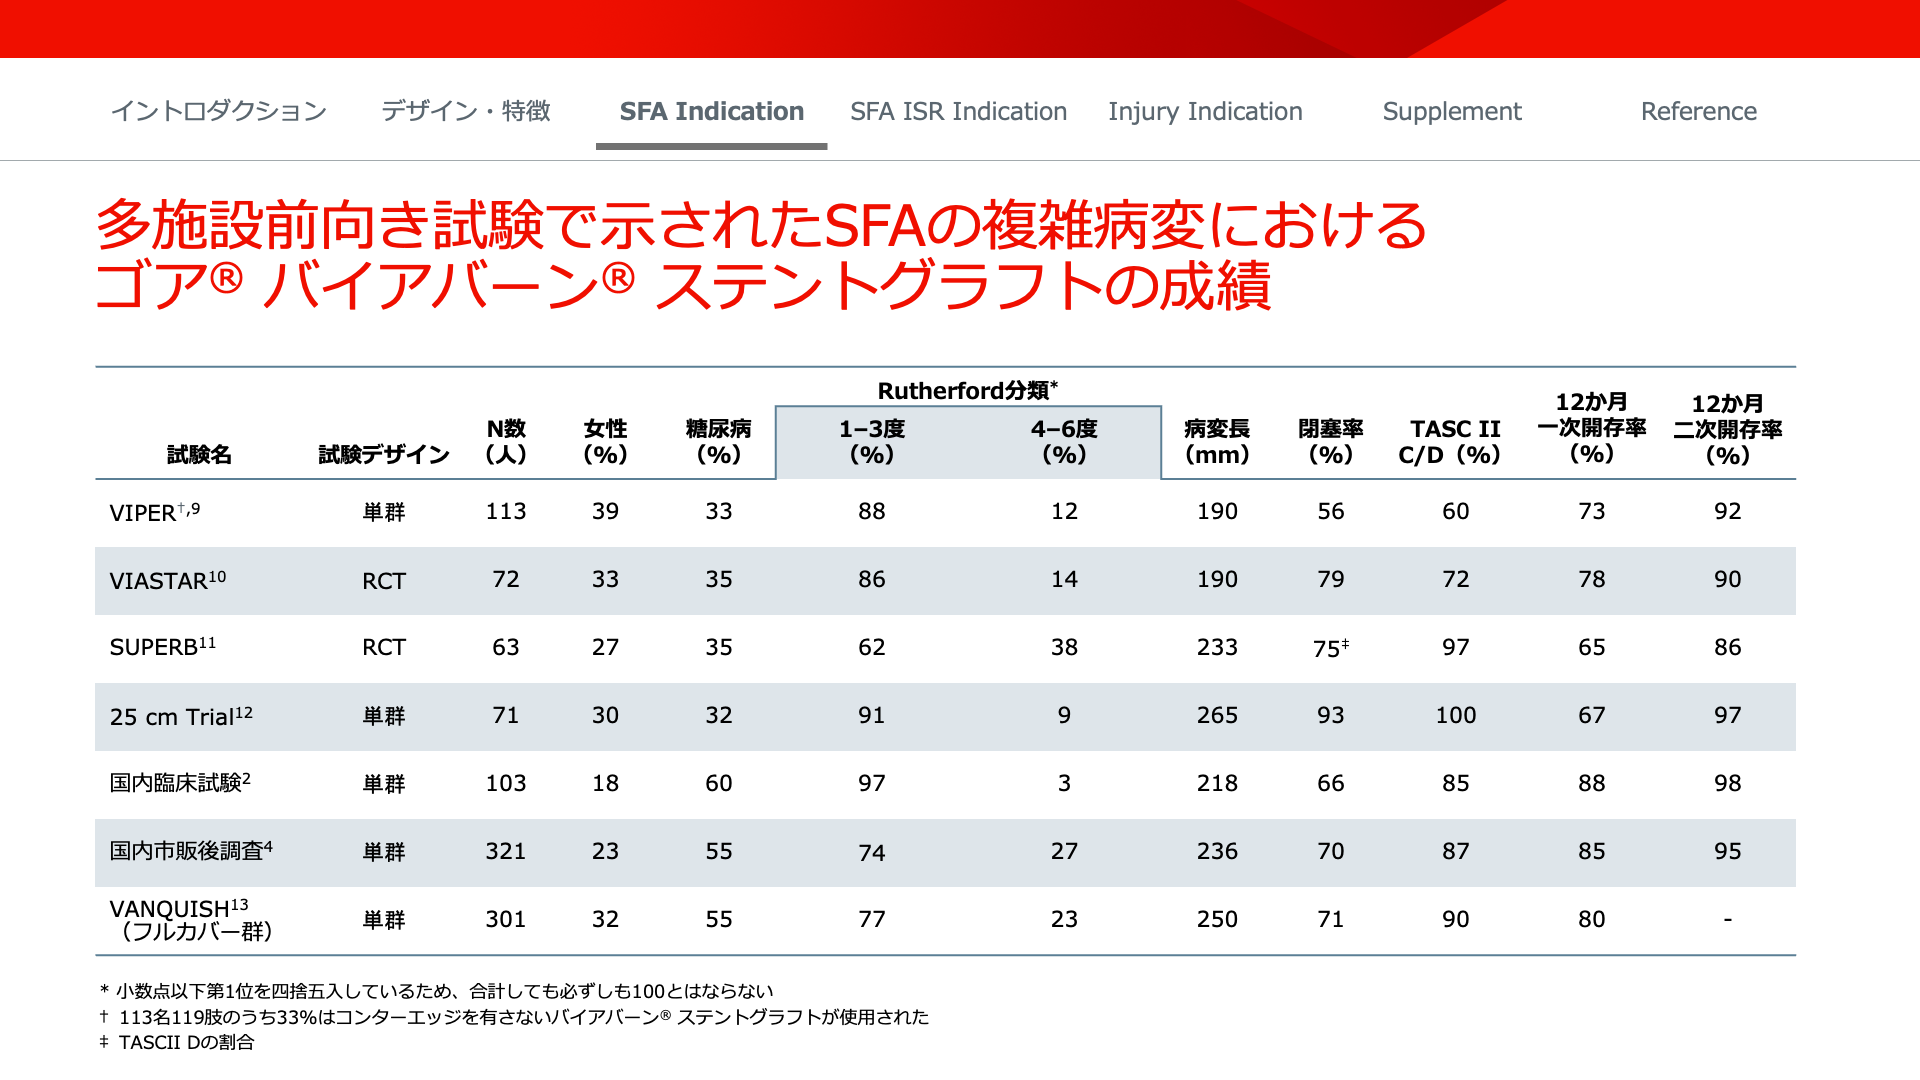 イントロダクション デザイン・特徴 SFA Indication SFA ISR Indication Injury Indication Supplement Reference
多施設前向き試験で示されたSFAの複雑病変における
ゴア® バイアバーン® ステントグラフトの成績
Rutherford分類*
試験名 試験デザイン N数（人） 女性（%） 糖尿病（%） 1–3度（%） 4–6度（%） 病変長（mm） 閉塞率（%） TASC II C/D（%） 12か月一次開存率（%） 12か月二次開存率（%）
VIPER†,9 単群 113 39 33 88 12 190 56 60 73 92
VIASTAR10 RCT 72 33 35 86 14 190 79 72 78 90
SUPERB11 RCT 63 27 35 62 38 233 75‡ 97 65 86
25 cm Trial12 単群 71 30 32 91 9 265 93 100 67 97
国内臨床試験2 単群 103 18 60 97 3 218 66 85 88 98
国内市販後調査4 単群 321 23 55 74 27 236 70 87 85 95
VANQUISH13（フルカバー群） 単群 301 32 55 77 23 250 71 90 80 -
* 小数点以下第1位を四捨五入しているため、合計しても必ずしも100とはならない
† 113名119肢のうち33%はコンターエッジを有さないバイアバーン® ステントグラフトが使用された
‡ TASCII Dの割合